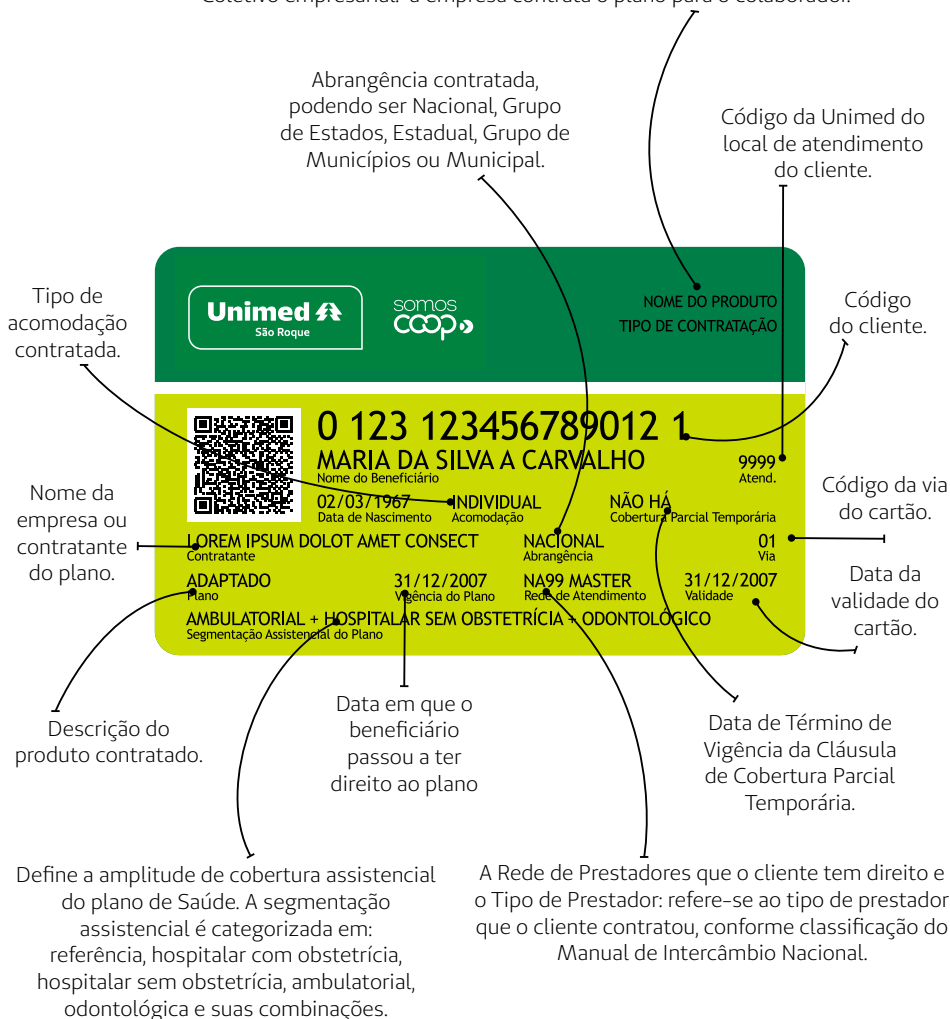 Coletivo empresarial: a empresa contrata o plano para o colaborador.
Abrangência contratada,
podendo ser Nacional, Grupo
de Estados, Estadual, Grupo de
Municípios ou Municipal.
Código da Unimed do
local de atendimento
do cliente.
Tipo de
acomodação
contratada.
Unimed
São Roque
somos
coop
NOME DO PRODUTO
TIPO DE CONTRATAÇÃO
Código
do cliente.
0 123 123456789012 1
MARIA DA SILVA A CARVALHO
Nome do Beneficiário
9999
Atend.
02/03/1967
Data de Nascimento
INDIVIDUAL
Acomodação
NÃO HÁ
Cobertura Parcial Temporária
Nome da
empresa ou
contratante
do plano.
LOREM IPSUM DOLOT AMET CONSECT
Contratante
NACIONAL
Abrangência
01
Via
Código da via
do cartão.
ADAPTADO
Plano
31/12/2007
Vigência do Plano
NA99 MASTER
Rede de Atendimento
31/12/2007
Validade
Data da
validade do
cartão.
AMBULATORIAL + HOSPITALAR SEM OBSTETRÍCIA + ODONTOLÓGICO
Segmentação Assistencial do Plano
Descrição do
produto contratado.
Data em que o
beneficiário
passou a ter
direito ao plano
Data de Término de
Vigência da Cláusula
de Cobertura Parcial
Temporária.
Define a amplitude de cobertura assistencial
do plano de Saúde. A segmentação
assistencial é categorizada em:
referência, hospitalar com obstetrícia,
hospitalar sem obstetrícia, ambulatorial,
odontológica e suas combinações.
A Rede de Prestadores que o cliente tem direito e
o Tipo de Prestador: refere-se ao tipo de prestador
que o cliente contratou, conforme classificação do
Manual de Intercâmbio Nacional.